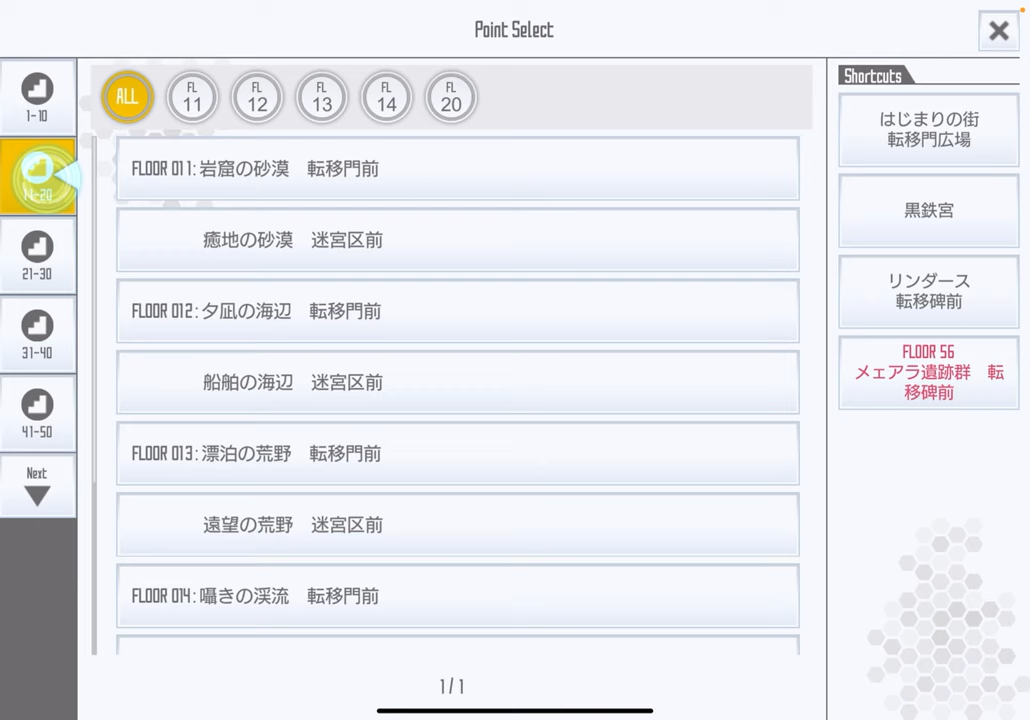 Point Select
1-10
11-20
21-30
31-40
41-50
Next
ALL
FL
11
FL
12
FL
13
FL
14
FL
20
FLOOR 011:岩窟の砂漠　転移門前
癒地の砂漠　迷宮区前
FLOOR 012:夕凪の海辺　転移門前
船舶の海辺　迷宮区前
FLOOR 013:漂泊の荒野　転移門前
遠望の荒野　迷宮区前
FLOOR 014:囁きの渓流　転移門前
1/1
Shortcuts
はじまりの街
転移門広場
黒鉄宮
リンダース
転移碑前
FLOOR 56
メェアラ遺跡群　転
移碑前